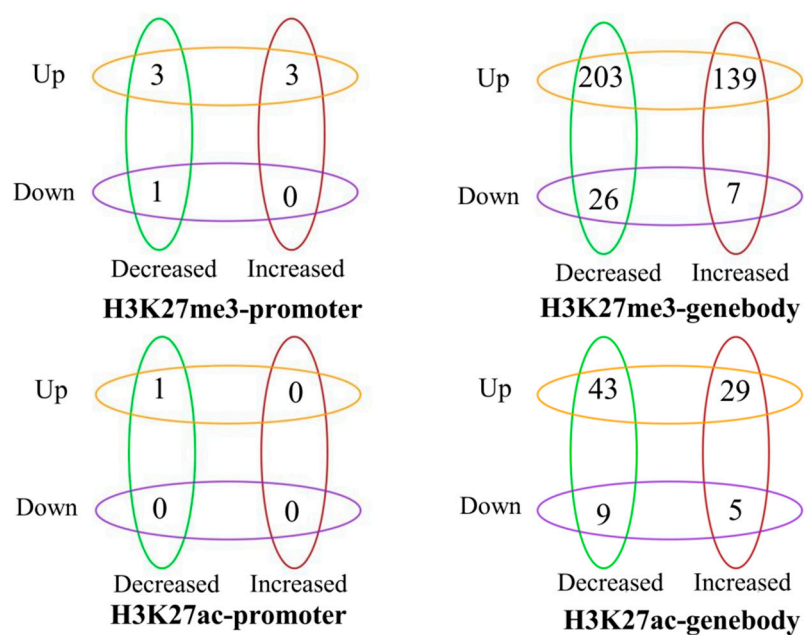 Up 3 3
Down 1 0
Decreased Increased
H3K27me3-promoter
Up 203 139
Down 26 7
Decreased Increased
H3K27me3-genebody
Up 1 0
Down 0 0
Decreased Increased
H3K27ac-promoter
Up 43 29
Down 9 5
Decreased Increased
H3K27ac-genebody